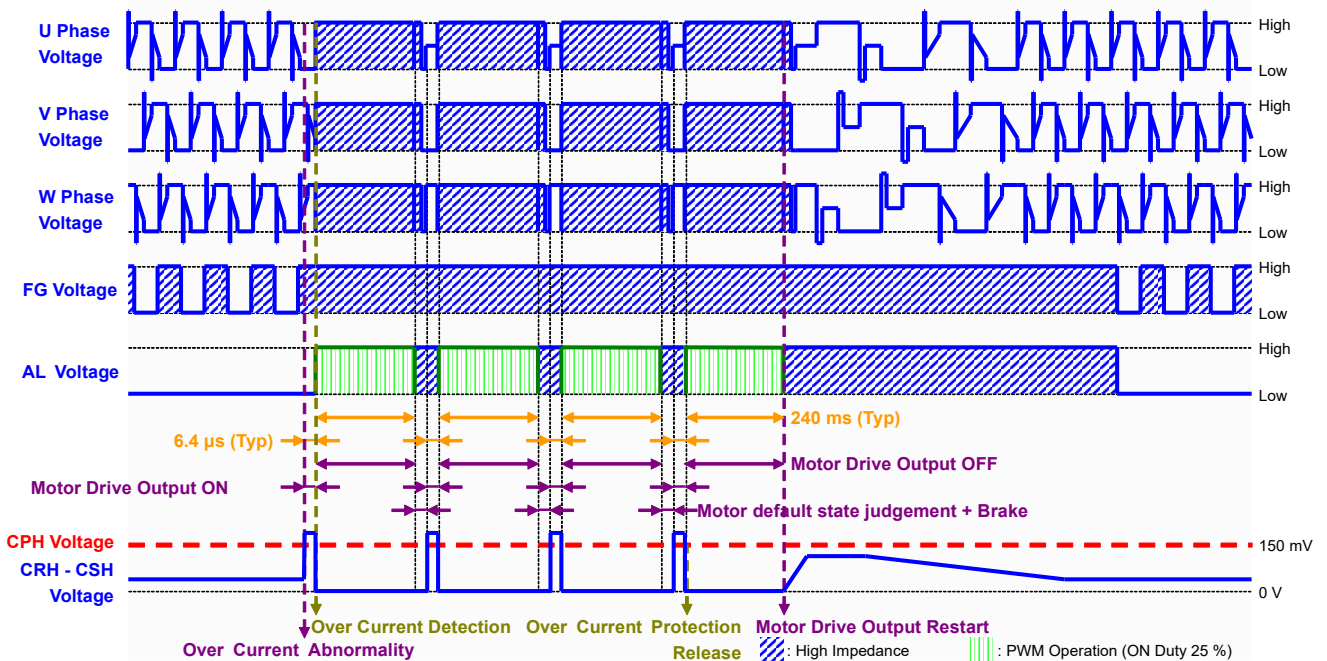 U Phase
Voltage
High
Low
V Phase
Voltage
High
Low
W Phase
Voltage
High
Low
FG Voltage
High
Low
AL Voltage
High
Low
240 ms (Typ)
6.4 µs (Typ)
Motor Drive Output OFF
Motor Drive Output ON
Motor default state judgement + Brake
CPH Voltage
150 mV
CRH - CSH
Voltage
0 V
Over Current Detection
Over Current Protection
Release
Motor Drive Output Restart
Over Current Abnormality
: High Impedance
: PWM Operation (ON Duty 25 %)